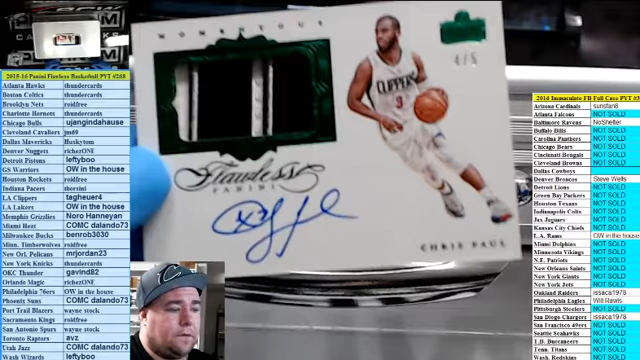 2015-16 Panini Flawless Basketball PYT #268
Atlanta Hawks thundercards
Boston Celtics thundercards
Brooklyn Nets roidfree
Charlotte Hornets thundercards
Chicago Bulls ujangindahouse
Cleveland Cavaliers jm69
Dallas Mavericks Huskytom
Denver Nuggets richerONE
Detroit Pistons leftyboo
GS Warriors OW in the house
Houston Rockets roidfree
Indiana Pacers thorsini
LA Clippers tagheuer4
LA Lakers OW in the house
Memphis Grizzlies Noro Hanneyan
Miami Heat COMC dalando73
Milwaukee Bucks benrob3030
Minn. Timberwolves roidfree
New Orl. Pelicans mrjordan23
New York Knicks thundercards
OKC Thunder gavind82
Orlando Magic richerONE
Philadelphia 76ers OW in the house
Phoenix Suns COMC dalando73
Port Trail Blazers wayne stock
Sacramento Kings roidfree
San Antonio Spurs wayne stock
Toronto Raptors avz
Utah Jazz COMC dalando73
Wash Wizards leftyboo
MOMENTOUS
4/5
CLIPPERS
3
Flawless
PANINI
CHRIS PAUL
2016 Immaculate FB Full Case PYT #3
Arizona Cardinals sunsfan8
Atlanta Falcons NOT SOLD
Baltimore Ravens NoShelter
Buffalo Bills NOT SOLD
Carolina Panthers NOT SOLD
Chicago Bears NOT SOLD
Cincinnati Bengals NOT SOLD
Cleveland Browns NOT SOLD
Dallas Cowboys
Denver Broncos Steve Wells
Detroit Lions NOT SOLD
Green Bay Packers NOT SOLD
Houston Texans NOT SOLD
Indianapolis Colts NOT SOLD
Jax Jaguars NOT SOLD
Kansas City Chiefs NOT SOLD
L.A. Rams OW in the house
Miami Dolphins NOT SOLD
Minnesota Vikings NOT SOLD
N.E. Patriots NOT SOLD
New Orleans Saints NOT SOLD
New York Giants NOT SOLD
New York Jets NOT SOLD
Oakland Raiders issaca1978
Philadelphia Eagles Will Rawls
Pittsburgh Steelers NOT SOLD
San Diego Chargers issaca1978
San Francisco 49ers NOT SOLD
Seattle Seahawks NOT SOLD
T.B. Buccaneers NOT SOLD
Tenn. Titans NOT SOLD
Wash. Redskins NOT SOLD